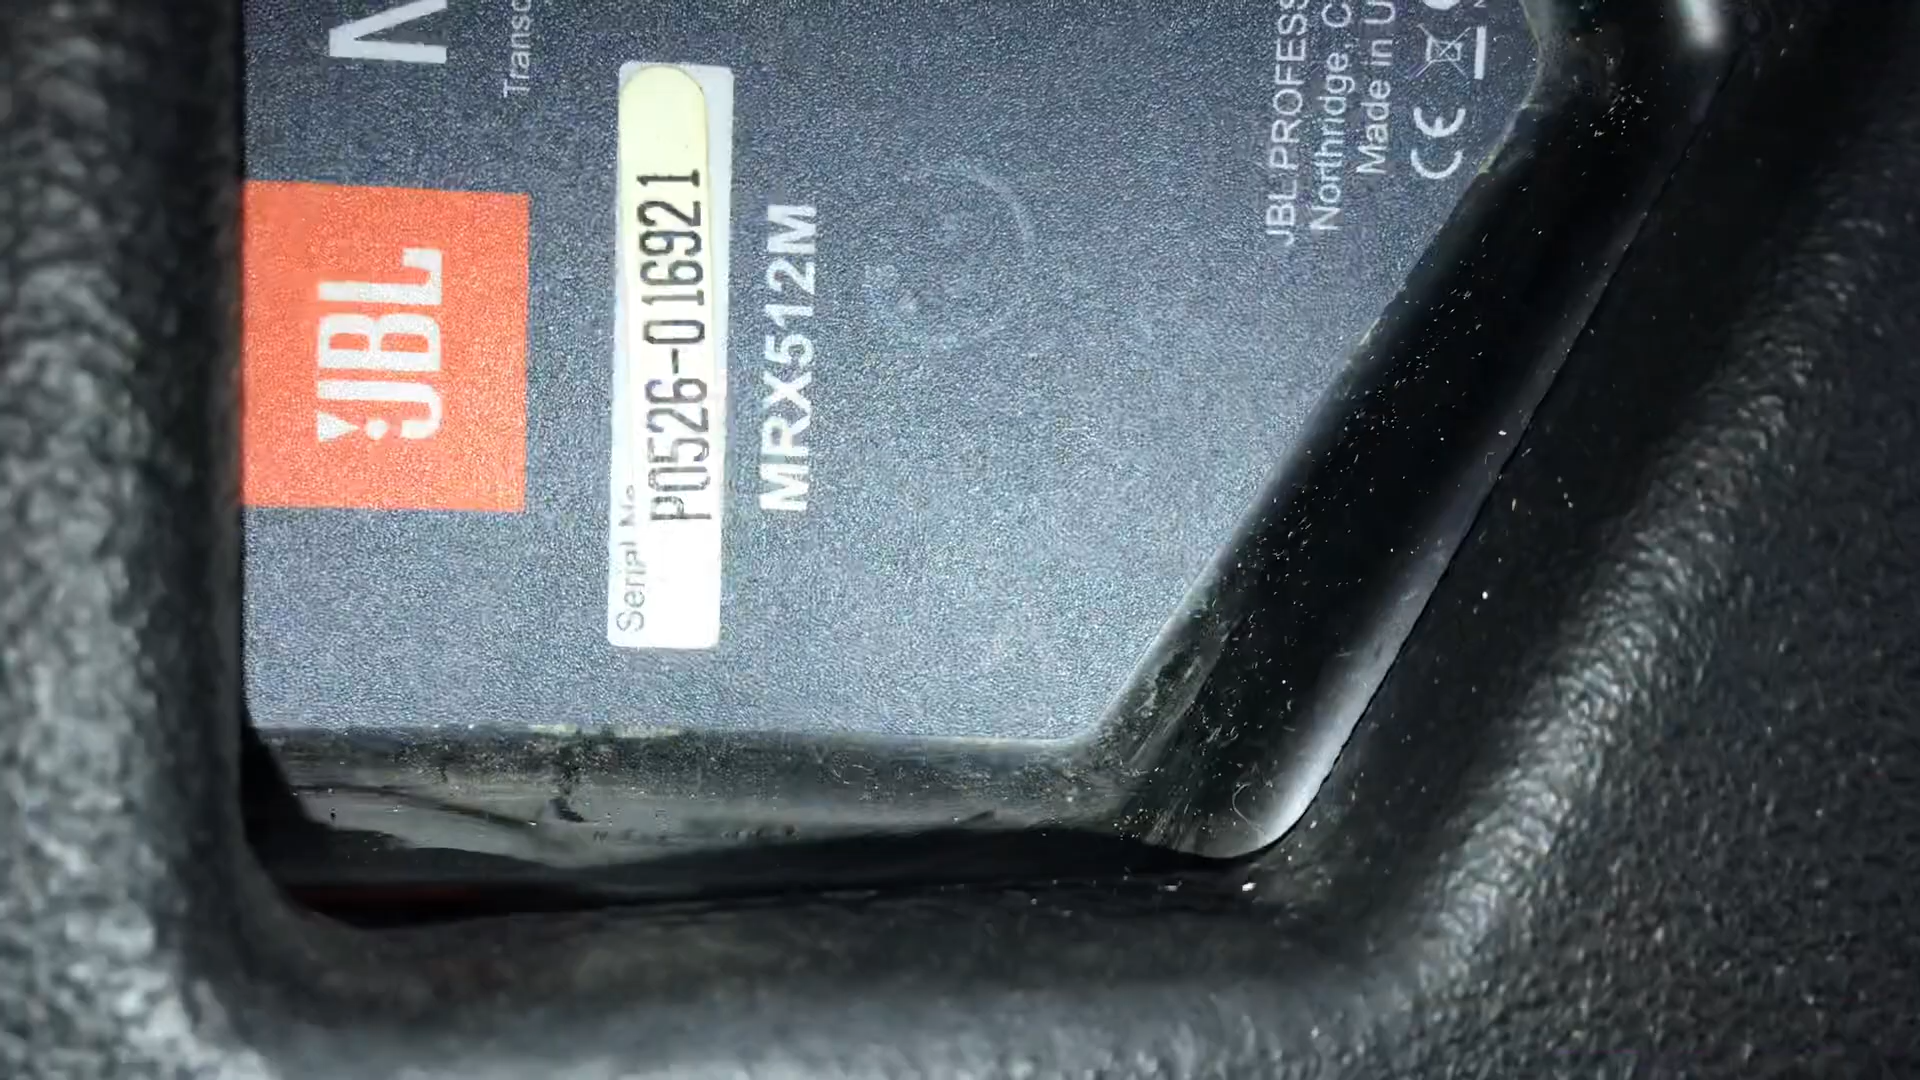 JBL
Serial No.
P0526-016921
MRX512M
JBL PROFESS
Northridge, C
Made in U
CE